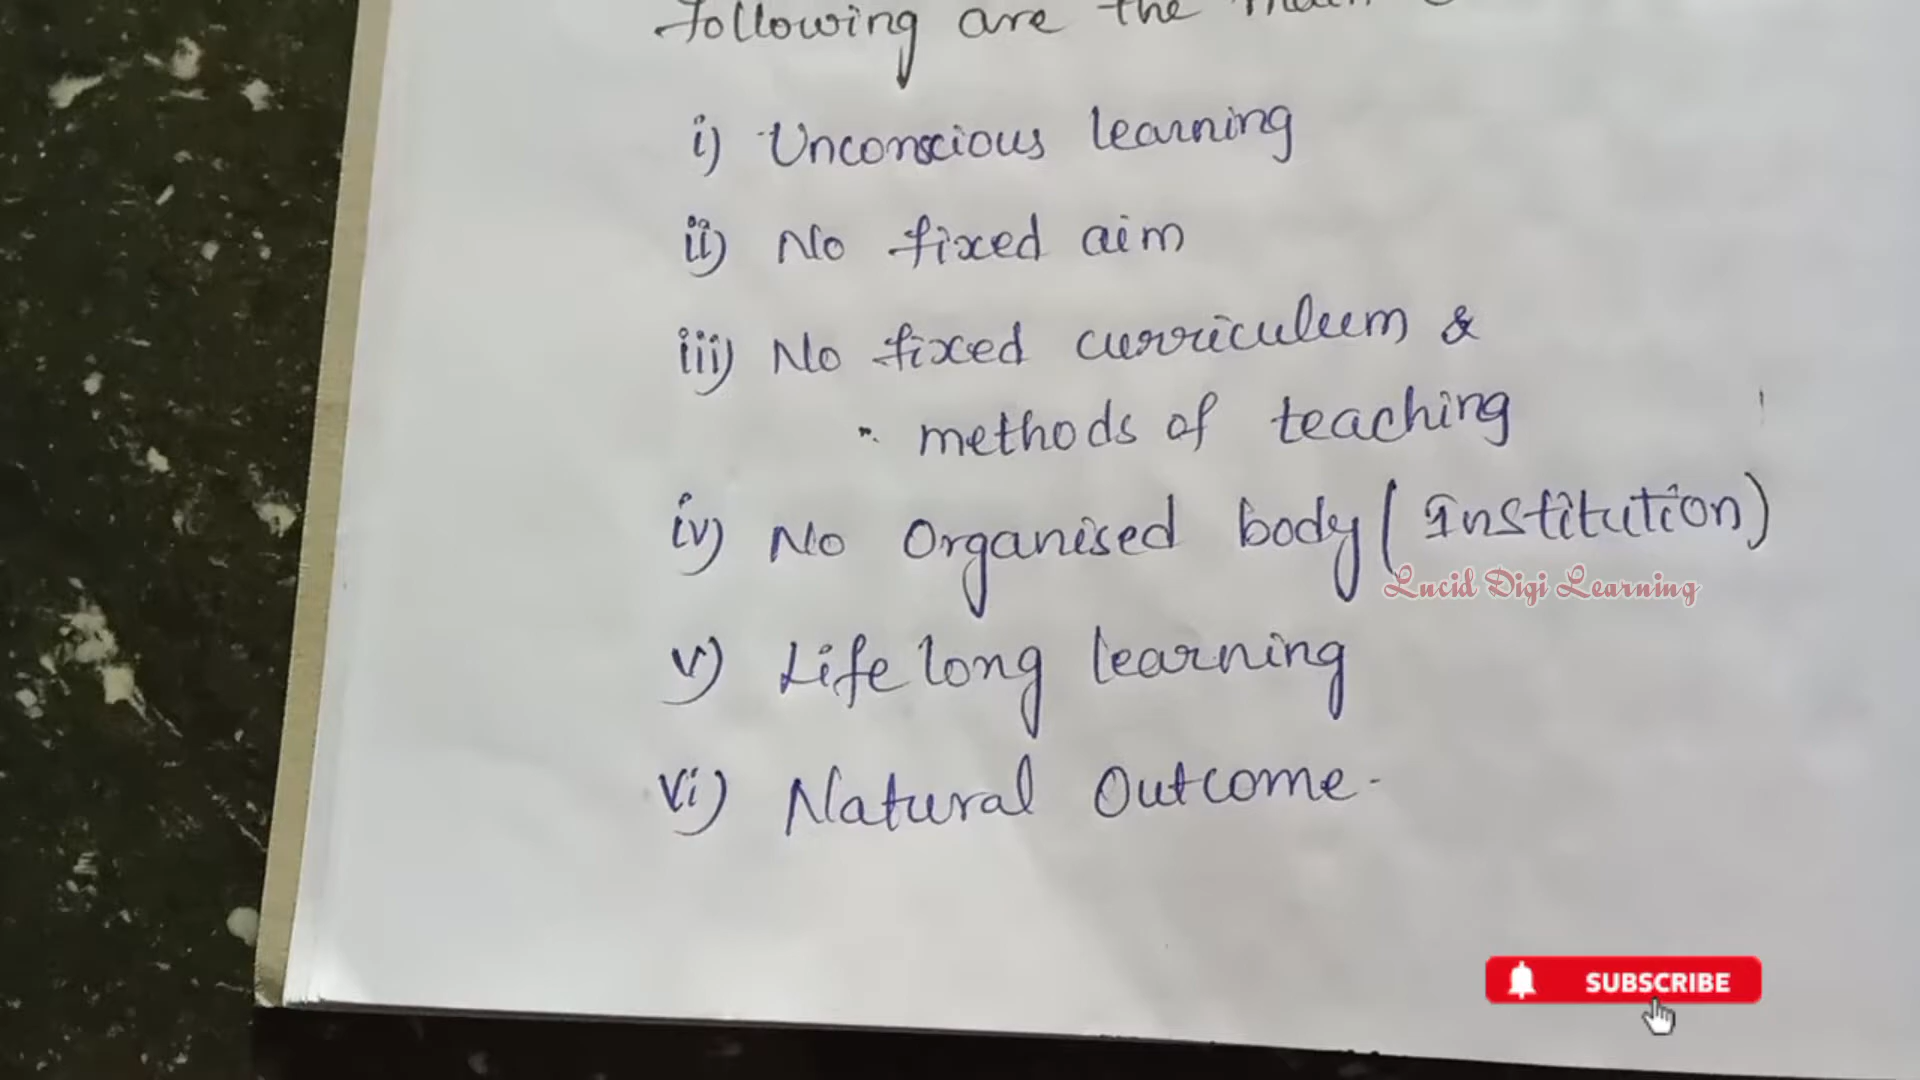 following are the main
i) Unconscious learning
ii) No fixed aim
iii) No fixed curriculum &
methods of teaching
iv) No Organised body (Institution)
Lucid Digi Learning
v) Life long learning
vi) Natural Outcome.
SUBSCRIBE